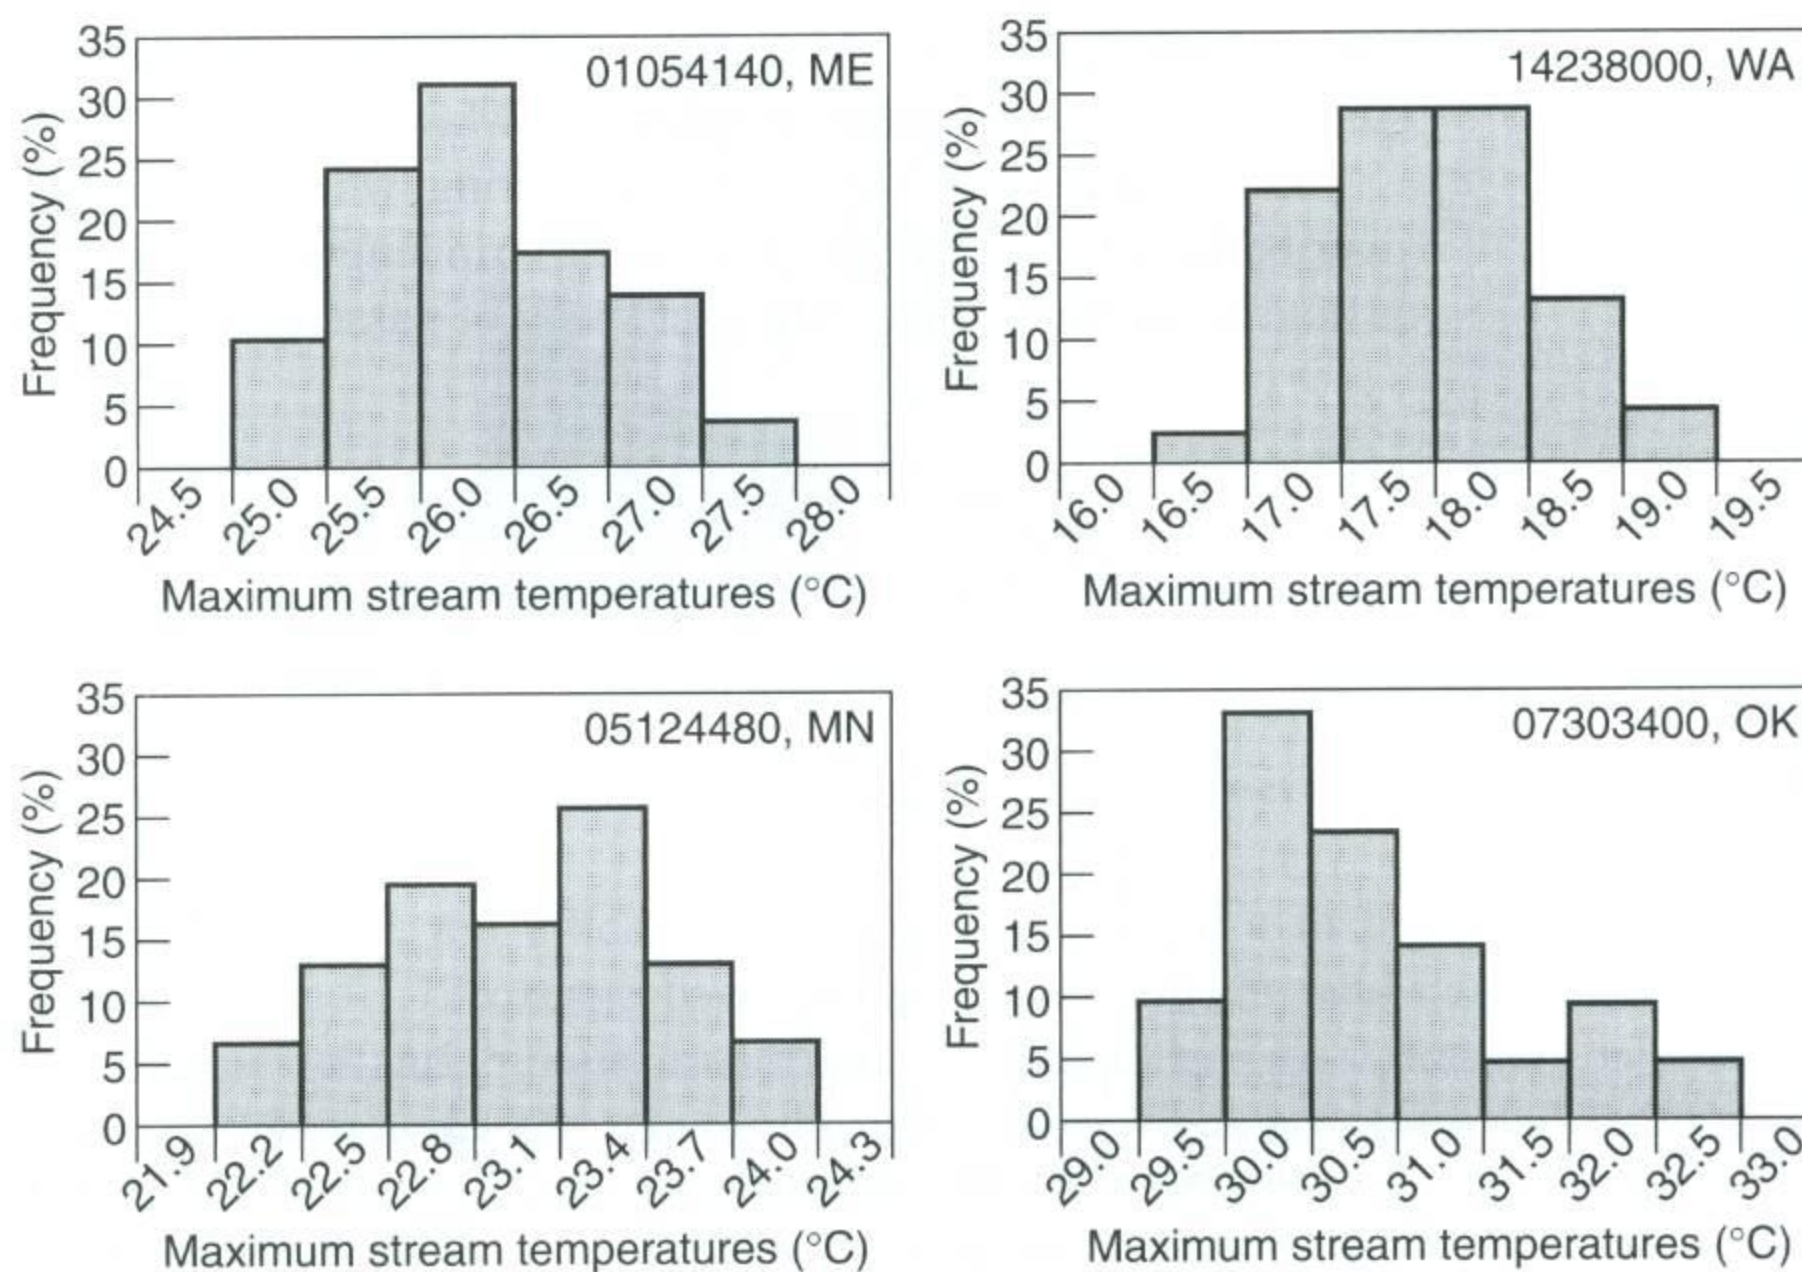 35
30
25
20
15
10
5
0
Frequency (%)
01054140, ME
24.5 25.0 25.5 26.0 26.5 27.0 27.5 28.0
Maximum stream temperatures (°C)
35
30
25
20
15
10
5
0
Frequency (%)
14238000, WA
16.0 16.5 17.0 17.5 18.0 18.5 19.0 19.5
Maximum stream temperatures (°C)
35
30
25
20
15
10
5
0
Frequency (%)
05124480, MN
21.9 22.2 22.5 22.8 23.1 23.4 23.7 24.0 24.3
Maximum stream temperatures (°C)
35
30
25
20
15
10
5
0
Frequency (%)
07303400, OK
29.0 29.5 30.0 30.5 31.0 31.5 32.0 32.5 33.0
Maximum stream temperatures (°C)